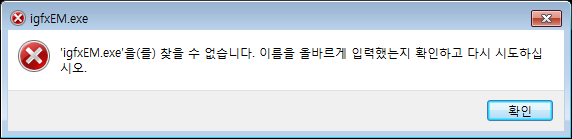 igfxEM.exe
'igfxEM.exe'을(를) 찾을 수 없습니다. 이름을 올바르게 입력했는지 확인하고 다시 시도하십
시오.
확인